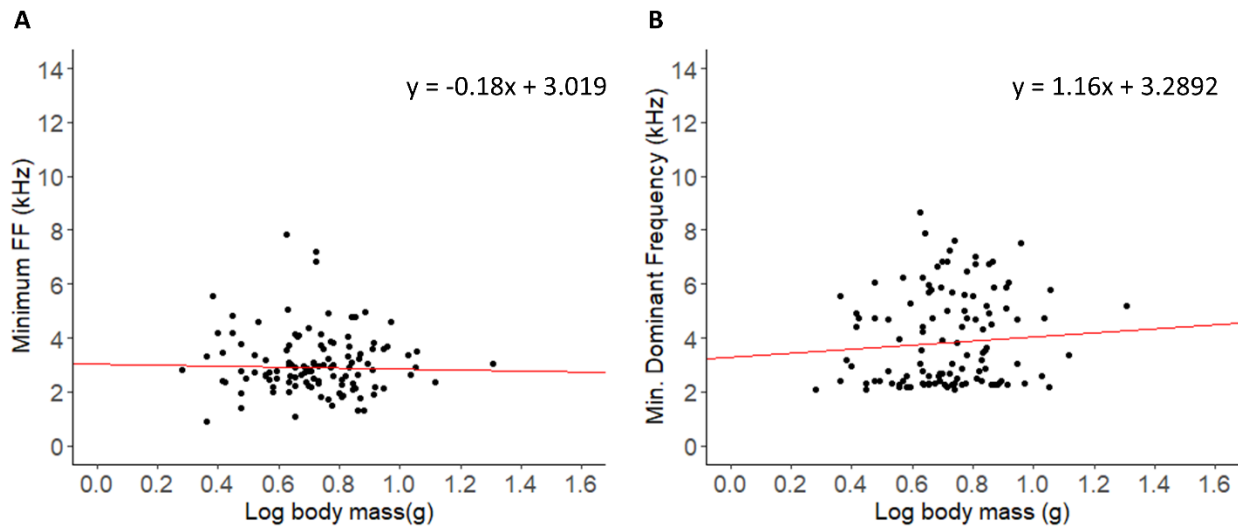 A
B
y = -0.18x + 3.019
y = 1.16x + 3.2892
Minimum FF (kHz)
14
12
10
8
6
4
2
0
0.0 0.2 0.4 0.6 0.8 1.0 1.2 1.4 1.6
Log body mass(g)
Min. Dominant Frequency (kHz)
14
12
10
8
6
4
2
0
0.0 0.2 0.4 0.6 0.8 1.0 1.2 1.4 1.6
Log body mass (g)